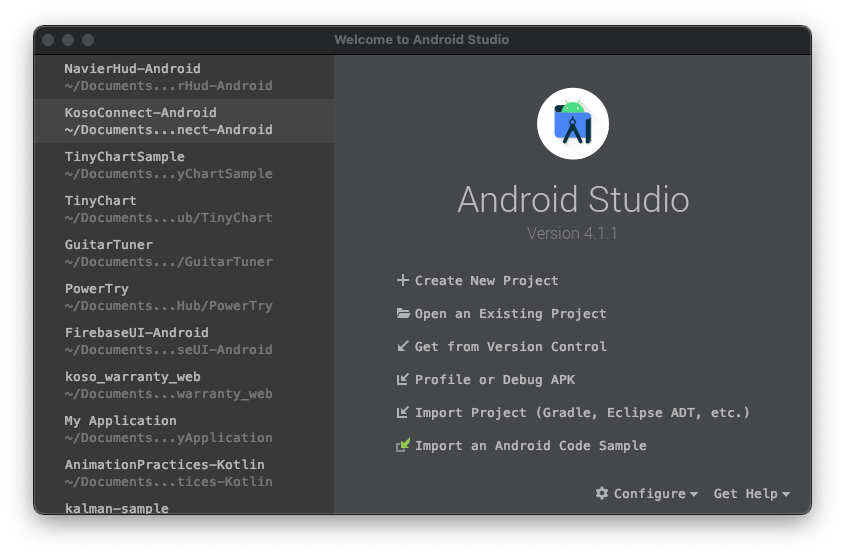 Welcome to Android Studio
NavierHud-Android
~/Documents...rHud-Android
KosoConnect-Android
~/Documents...nect-Android
TinyChartSample
~/Documents...yChartSample
TinyChart
~/Documents...ub/TinyChart
GuitarTuner
~/Documents.../GuitarTuner
PowerTry
~/Documents...Hub/PowerTry
FirebaseUI-Android
~/Documents...seUI-Android
koso_warranty_web
~/Documents...warranty_web
My Application
~/Documents...yApplication
AnimationPractices-Kotlin
~/Documents...tices-Kotlin
kalman-sample
Android Studio
Version 4.1.1
Create New Project
Open an Existing Project
Get from Version Control
Profile or Debug APK
Import Project (Gradle, Eclipse ADT, etc.)
Import an Android Code Sample
Configure
Get Help